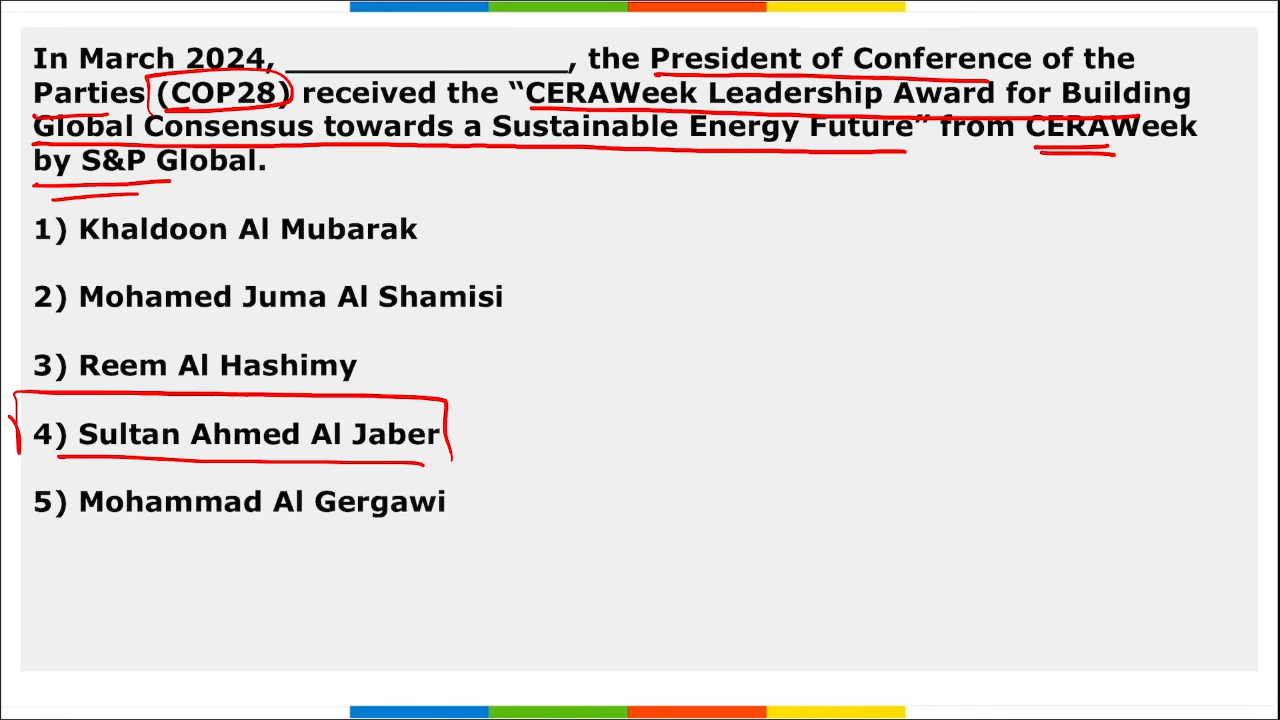 In March 2024, ___________________, the President of Conference of the
Parties (COP28) received the “CERAWeek Leadership Award for Building
Global Consensus towards a Sustainable Energy Future” from CERAWeek
by S&P Global.
1) Khaldoon Al Mubarak
2) Mohamed Juma Al Shamisi
3) Reem Al Hashimy
4) Sultan Ahmed Al Jaber
5) Mohammad Al Gergawi